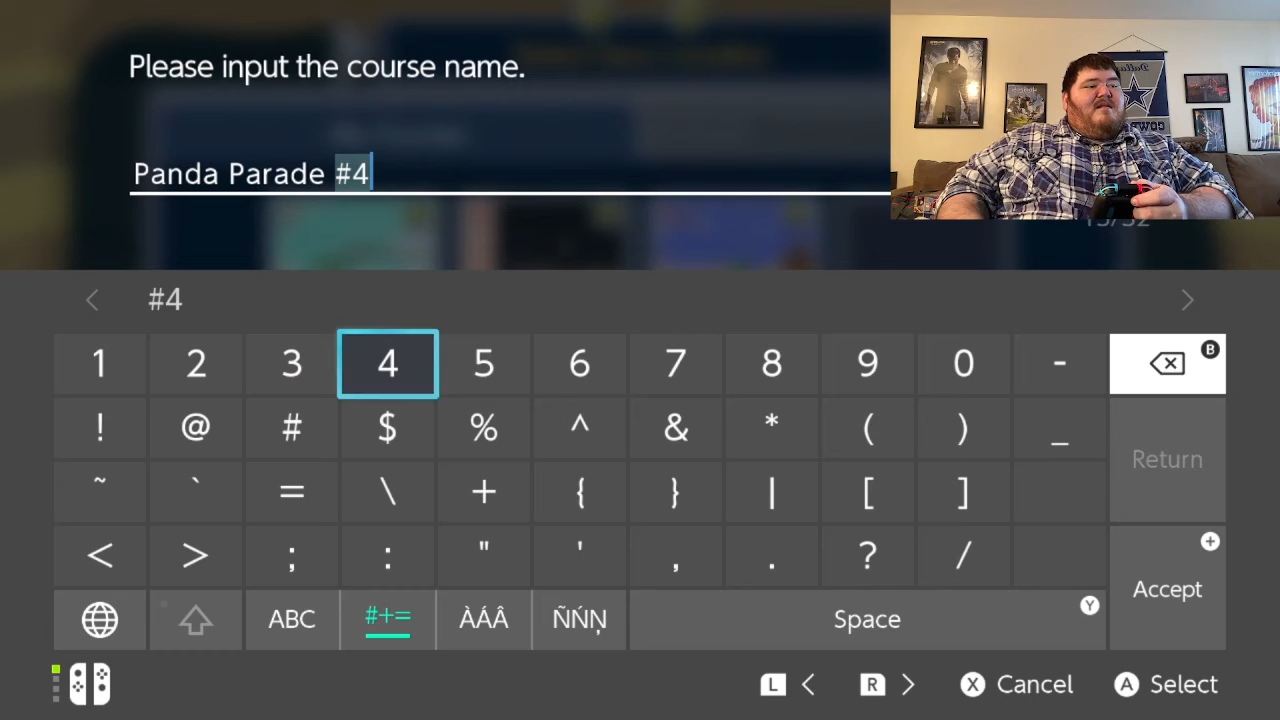 Please input the course name.
Panda Parade #4
#4
1 2 3 4 5 6 7 8 9 0 -
B
! @ # $ % ^ & * ( ) _
Return
~ ` = \ + { } | [ ]
< > ; : " ' , . ? /
+
Accept
ABC #+= ÀÁÂ ÑŃŅ Space
Y
L < R > X Cancel A Select